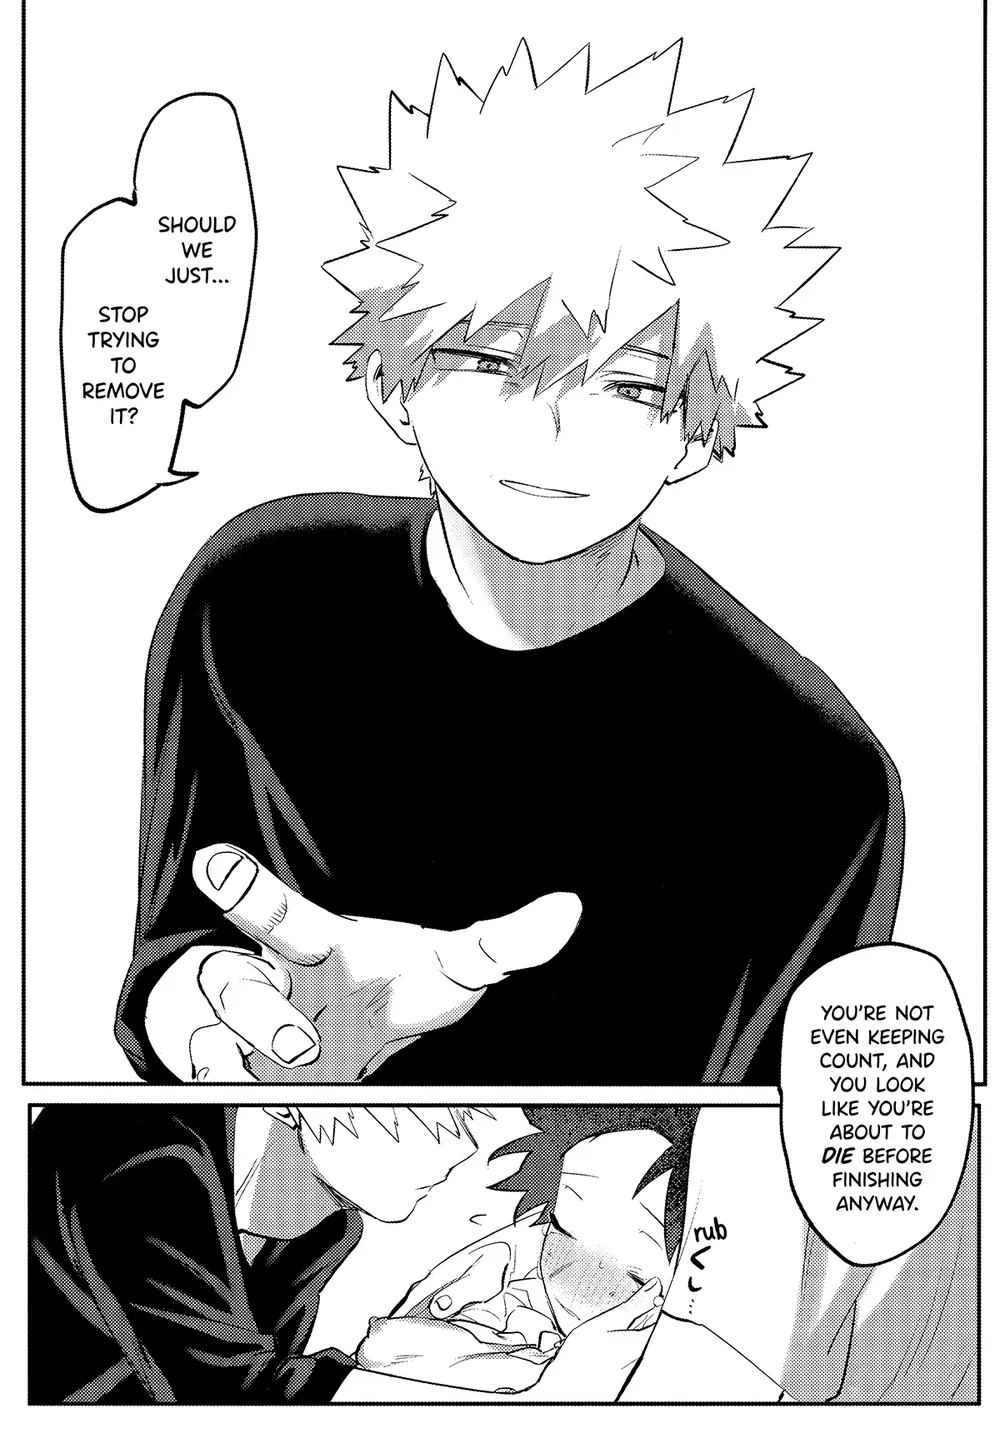 SHOULD
WE
JUST...
STOP
TRYING
TO
REMOVE
IT?
YOU'RE NOT
EVEN KEEPING
COUNT, AND
YOU LOOK
LIKE YOU'RE
ABOUT TO
DIE BEFORE
FINISHING
ANYWAY.
rub